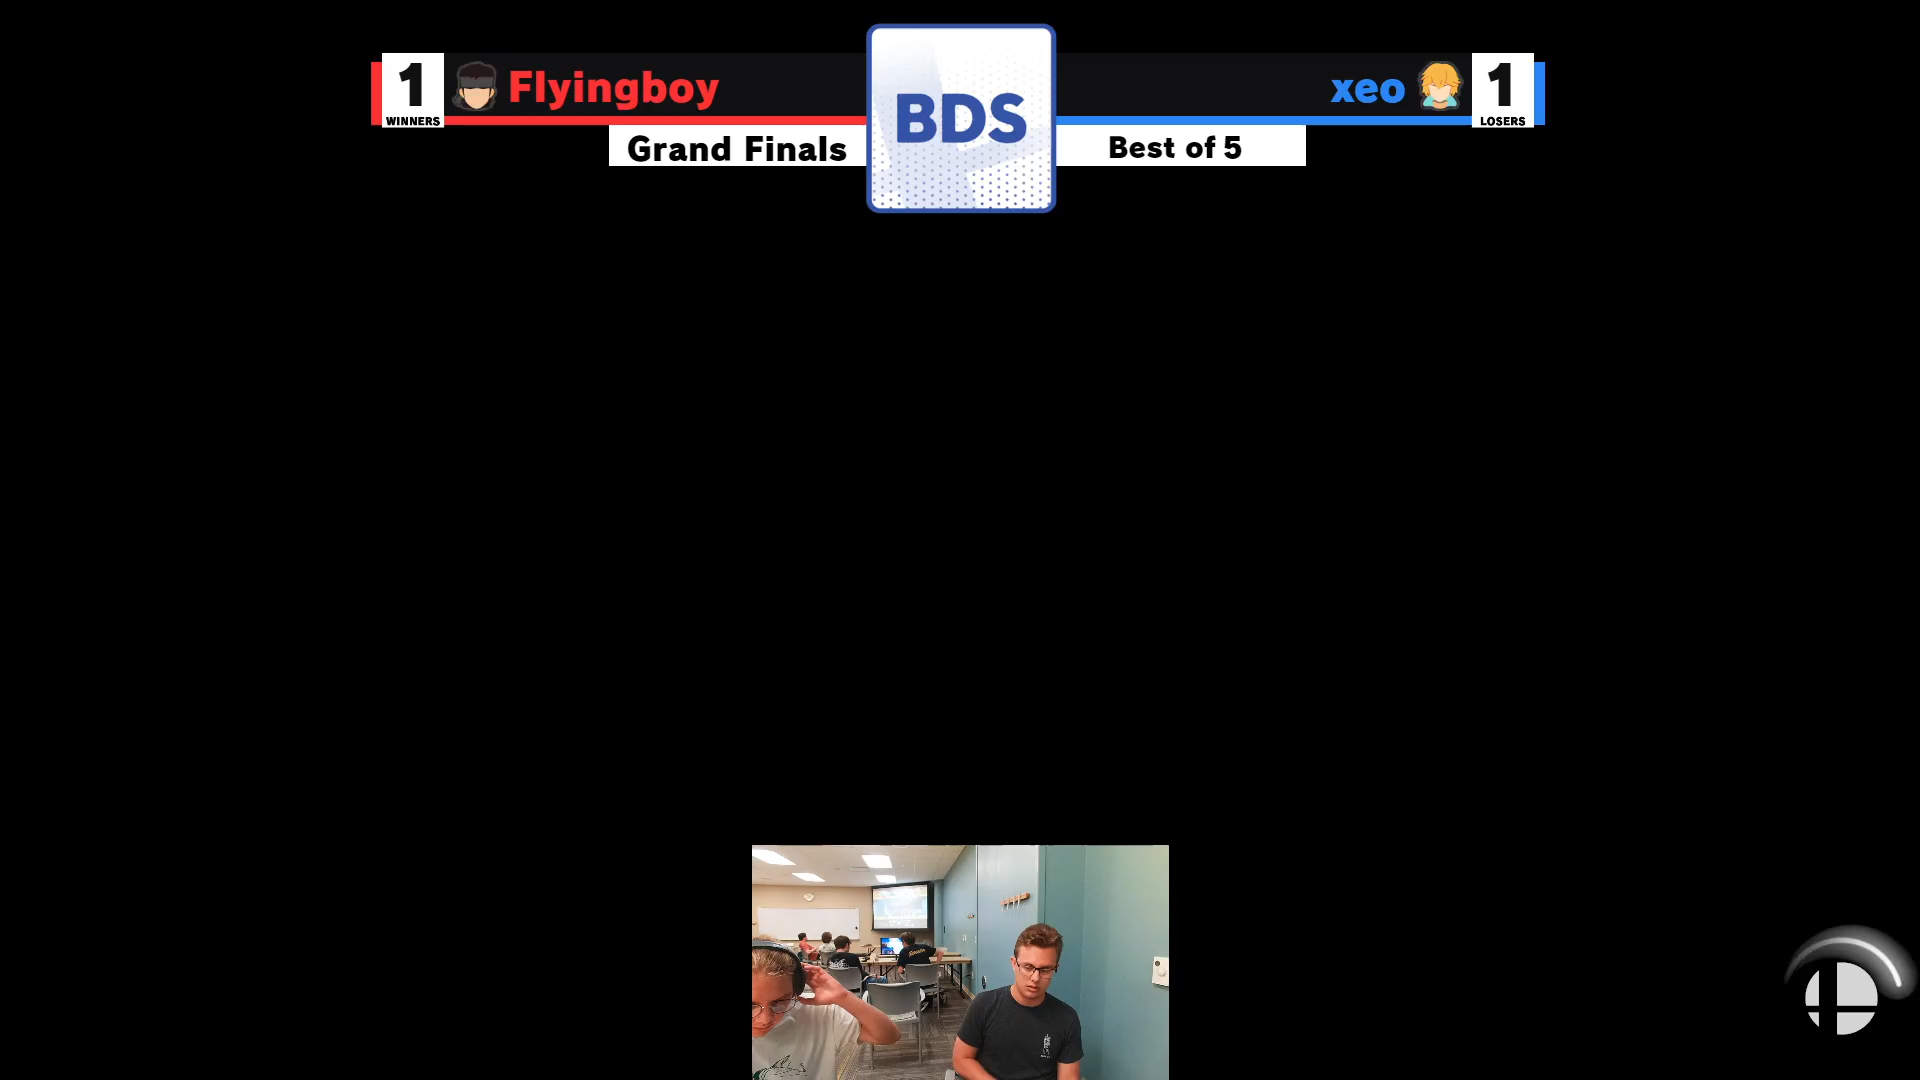 1 Flyingboy
WINNERS
BDS
xeo 1
LOSERS
Grand Finals
Best of 5